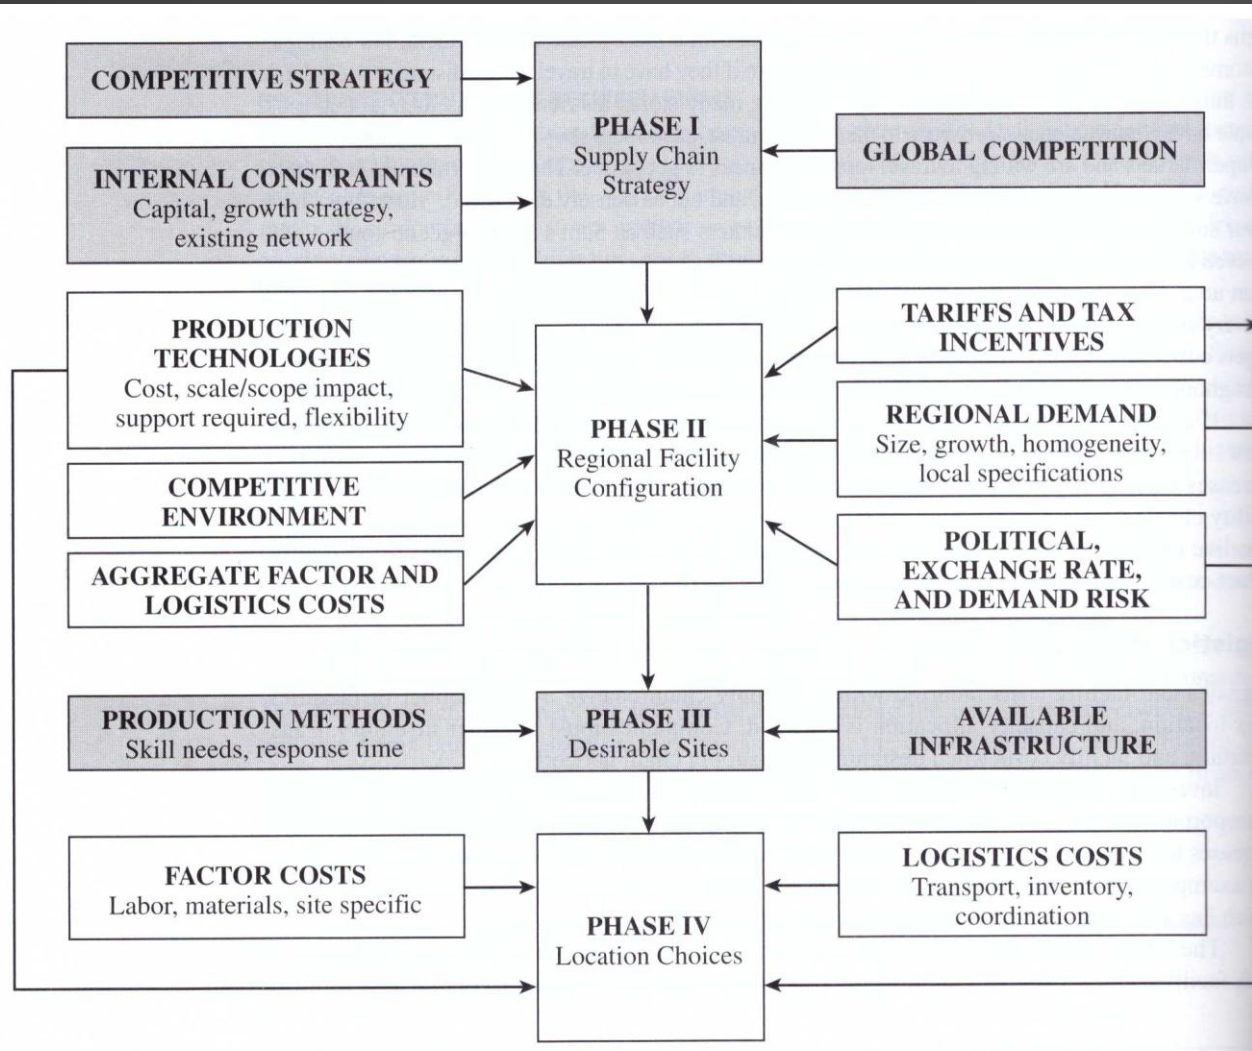 COMPETITIVE STRATEGY
PHASE I
Supply Chain
Strategy
GLOBAL COMPETITION
INTERNAL CONSTRAINTS
Capital, growth strategy,
existing network
PRODUCTION
TECHNOLOGIES
Cost, scale/scope impact,
support required, flexibility
TARIFFS AND TAX
INCENTIVES
PHASE II
Regional Facility
Configuration
REGIONAL DEMAND
Size, growth, homogeneity,
local specifications
COMPETITIVE
ENVIRONMENT
POLITICAL,
EXCHANGE RATE,
AND DEMAND RISK
AGGREGATE FACTOR AND
LOGISTICS COSTS
PRODUCTION METHODS
Skill needs, response time
PHASE III
Desirable Sites
AVAILABLE
INFRASTRUCTURE
FACTOR COSTS
Labor, materials, site specific
LOGISTICS COSTS
Transport, inventory,
coordination
PHASE IV
Location Choices